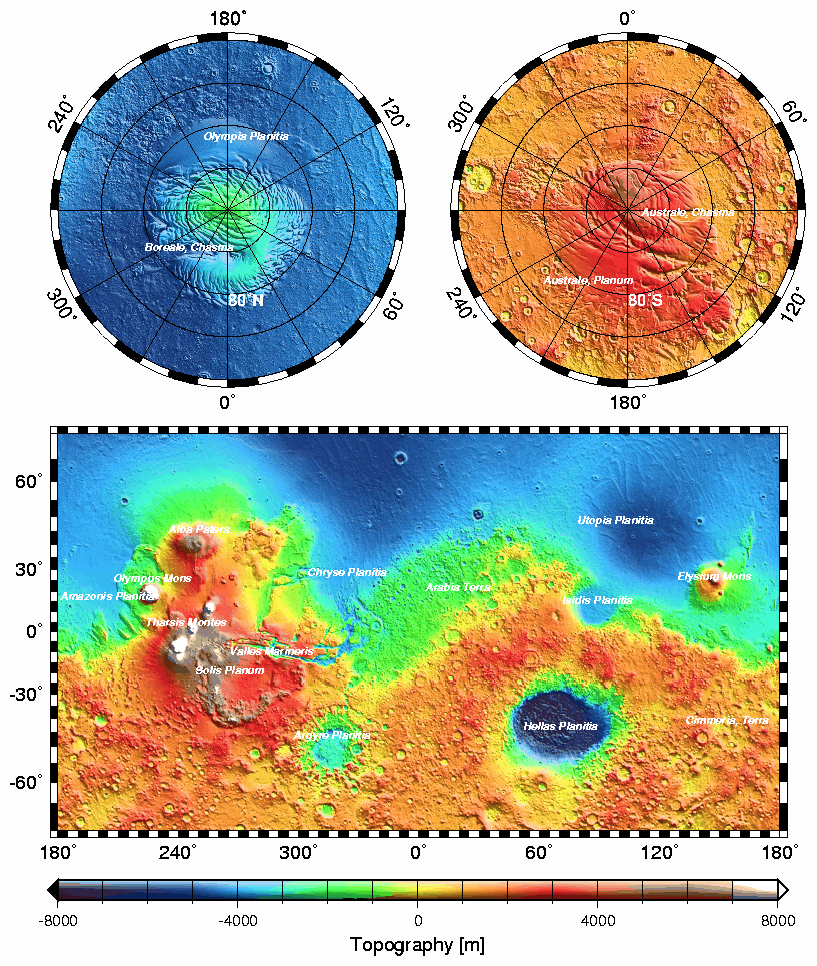 180° 0°
240° 120° 300° 60°
Olympia Planitia
Australe, Chasma
Boreale, Chasma
Australe, Planum
80°N 80°S
300° 60° 240° 120°
0° 180°
60°
Utopia Planitia
Alba Patera
30°
Chryse Planitia
Olympus Mons
Elysium Mons
Arabia Terra
Amazonis Planitia
Isidis Planitia
Tharsis Montes
0°
Valles Marineris
Solis Planum
-30°
Cimmeria, Terra
Hellas Planitia
Argyre Planitia
-60°
180° 240° 300° 0° 60° 120° 180°
-8000 -4000 0 4000 8000
Topography [m]